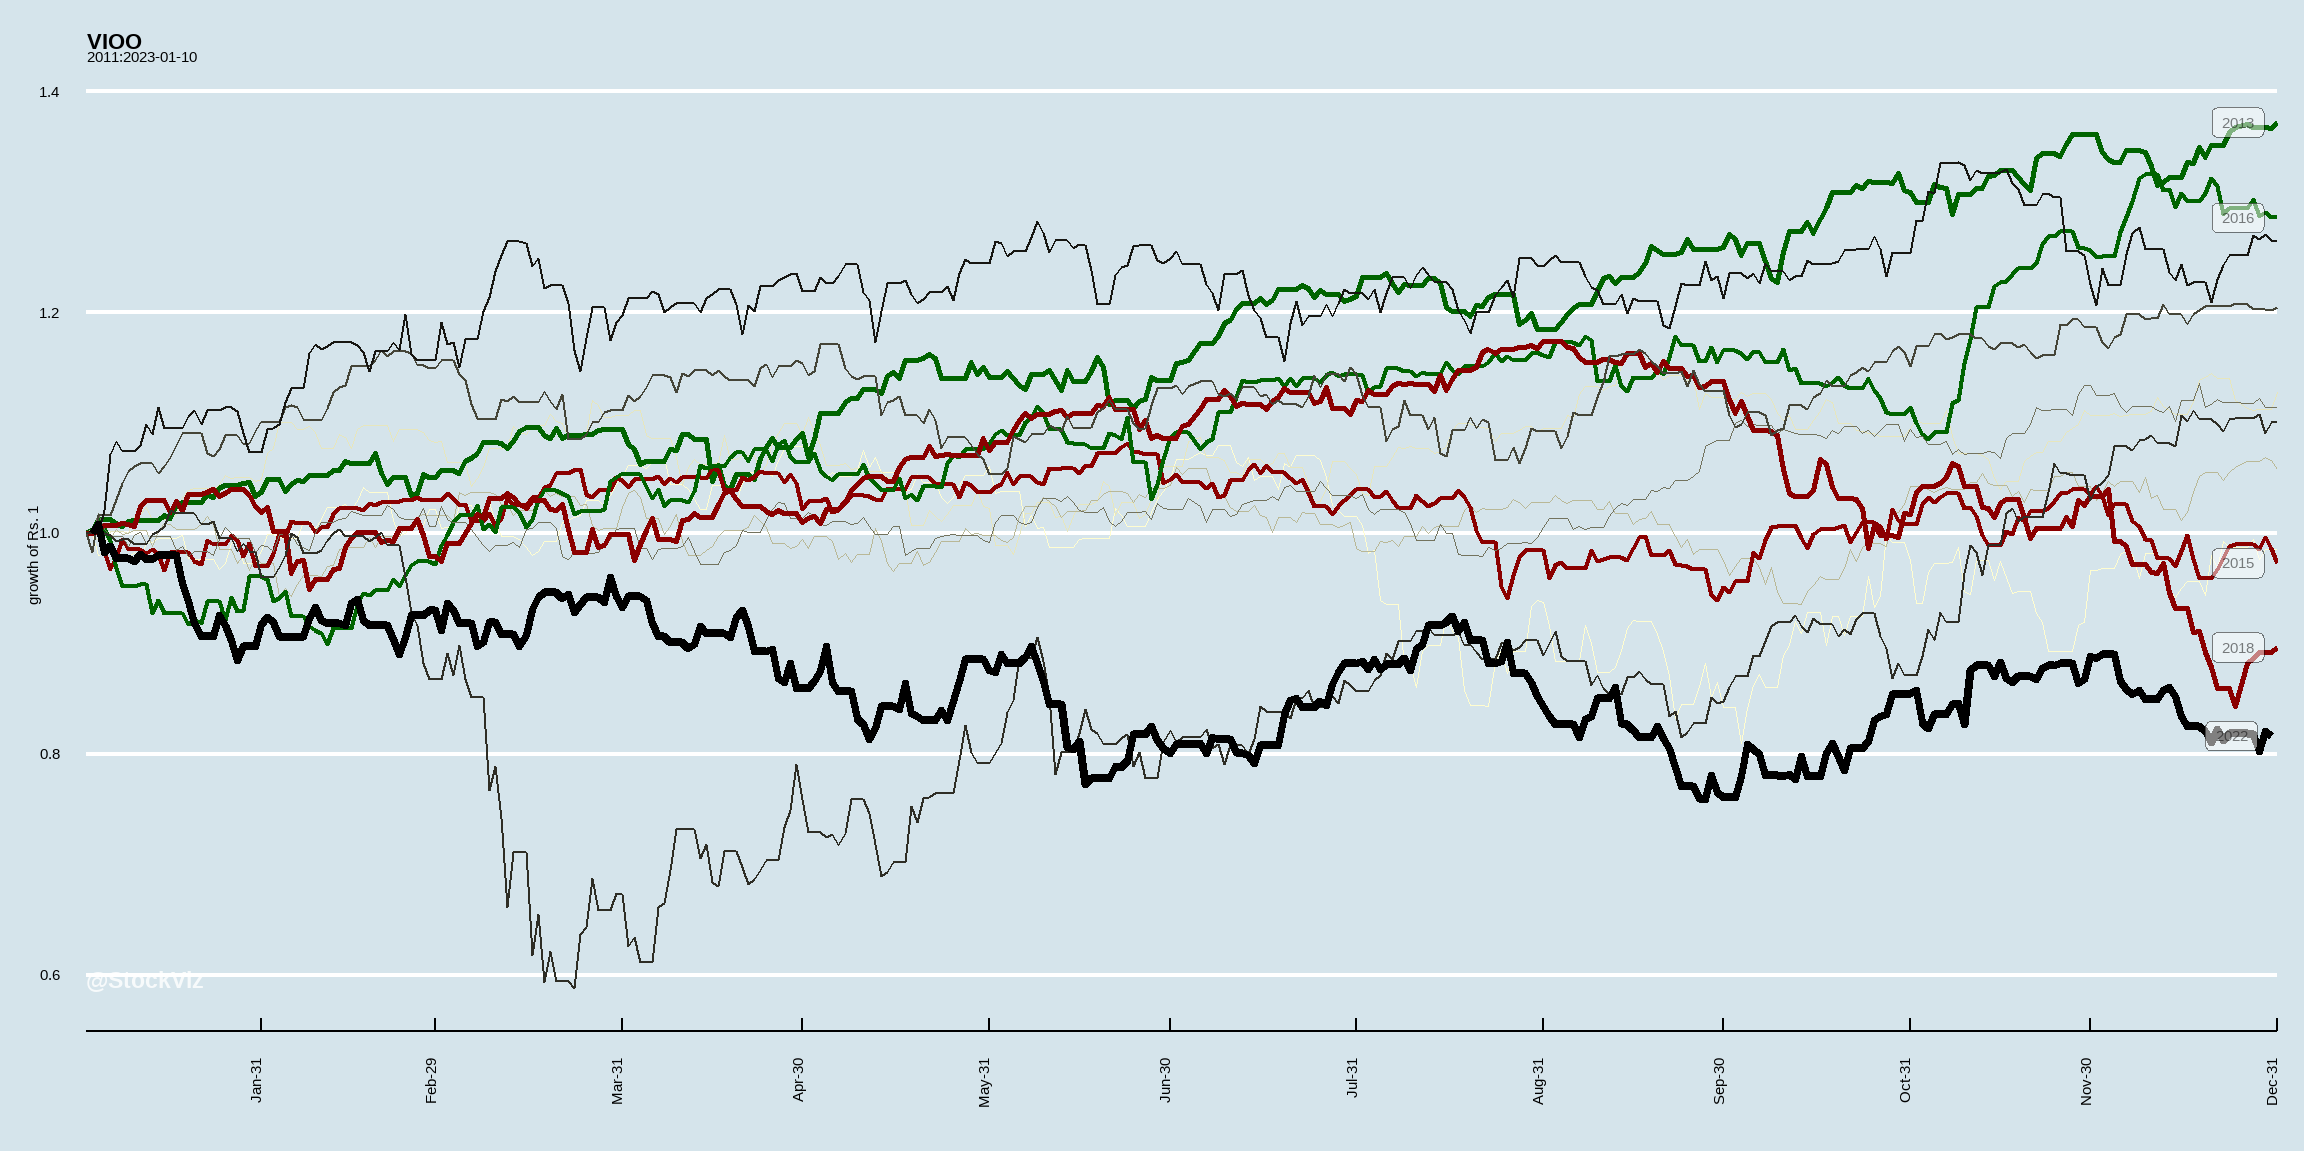 VIOO
2011:2023-01-10
1.4
2013
2016
1.2
growth of Rs. 1
1.0
2015
2018
2022
0.8
0.6
@StockViz
Jan-31
Feb-29
Mar-31
Apr-30
May-31
Jun-30
Jul-31
Aug-31
Sep-30
Oct-31
Nov-30
Dec-31